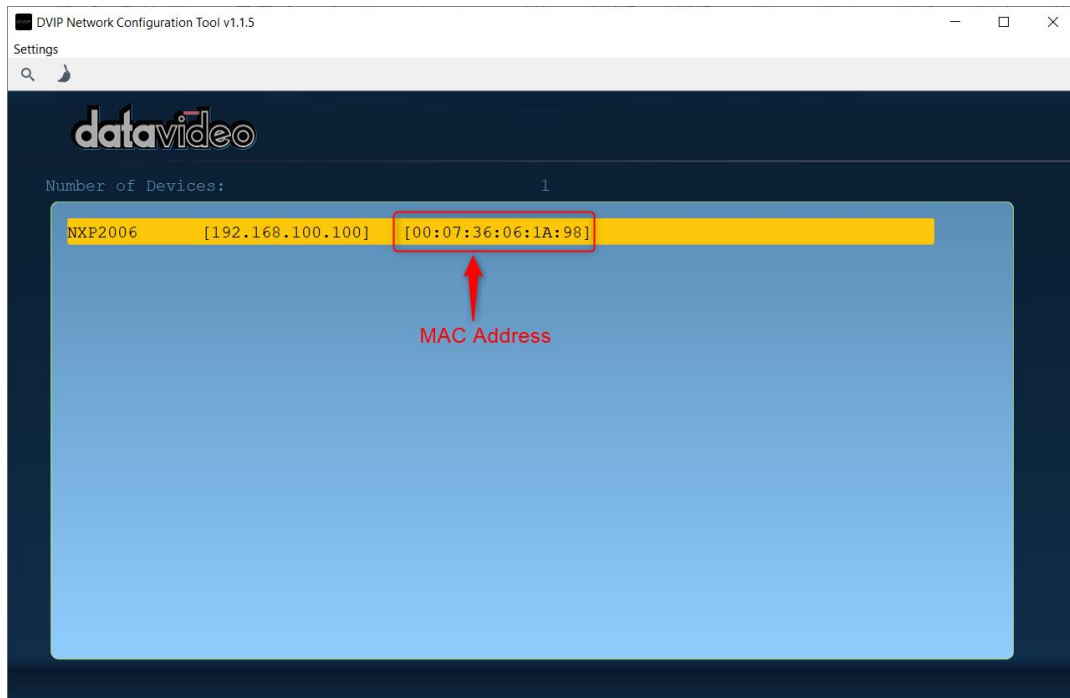 DVIP Network Configuration Tool v1.1.5
Settings
datavideo
Number of Devices: 1
NXP2006 [192.168.100.100] [00:07:36:06:1A:98]
MAC Address